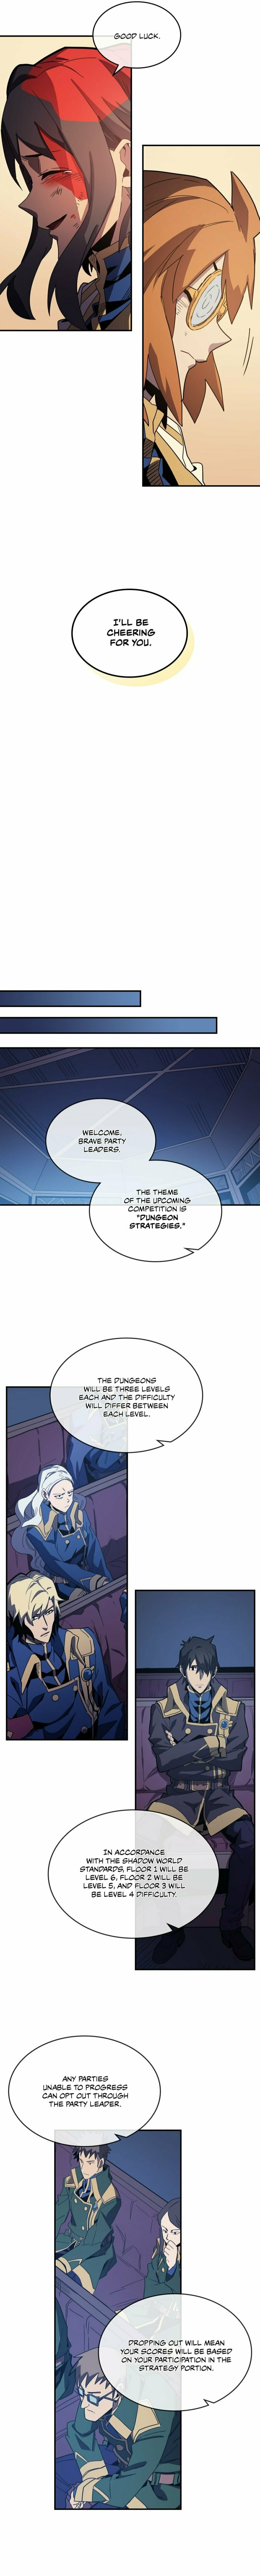 GOOD LUCK.
I'LL BE
CHEERING
FOR YOU.
WELCOME,
BRAVE PARTY
LEADERS.
THE THEME
OF THE UPCOMING
COMPETITION IS
"DUNGEON
STRATEGIES."
THE DUNGEONS
WILL BE THREE LEVELS
EACH AND THE DIFFICULTY
WILL DIFFER BETWEEN
EACH LEVEL.
IN ACCORDANCE
WITH THE SHADOW WORLD
STANDARDS, FLOOR 1 WILL BE
LEVEL 6, FLOOR 2 WILL BE
LEVEL 5, AND FLOOR 3 WILL
BE LEVEL 4 DIFFICULTY.
ANY PARTIES
UNABLE TO PROGRESS
CAN OPT OUT THROUGH
THE PARTY LEADER.
DROPPING OUT WILL MEAN
YOUR SCORES WILL BE BASED
ON YOUR PARTICIPATION IN THE
STRATEGY PORTION.